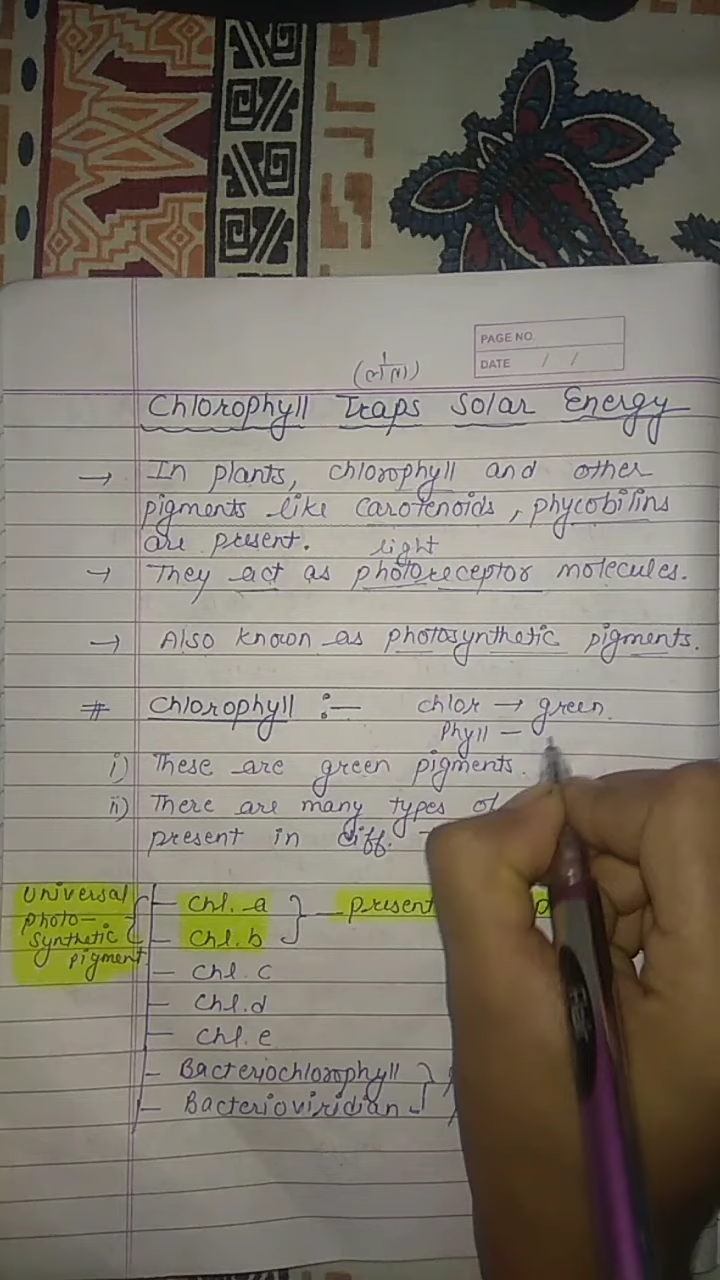 PAGE NO.
DATE / /
Chlorophyll Traps Solar Energy
→ In plants, chlorophyll and other
pigments like carotenoids, phycobilins
are present. light
→ They act as photoreceptor molecules.
→ Also known as photosynthetic pigments.
# Chlorophyll :— chlor → green
Phyll —
i) These are green pigments.
ii) There are many types of
present in diff.
Universal photo-synthetic pigment
Chl. a } — present
Chl. b
— Chl. c
— Chl. d
— Chl. e
— Bacteriochlorophyll }
— Bacterioviridian